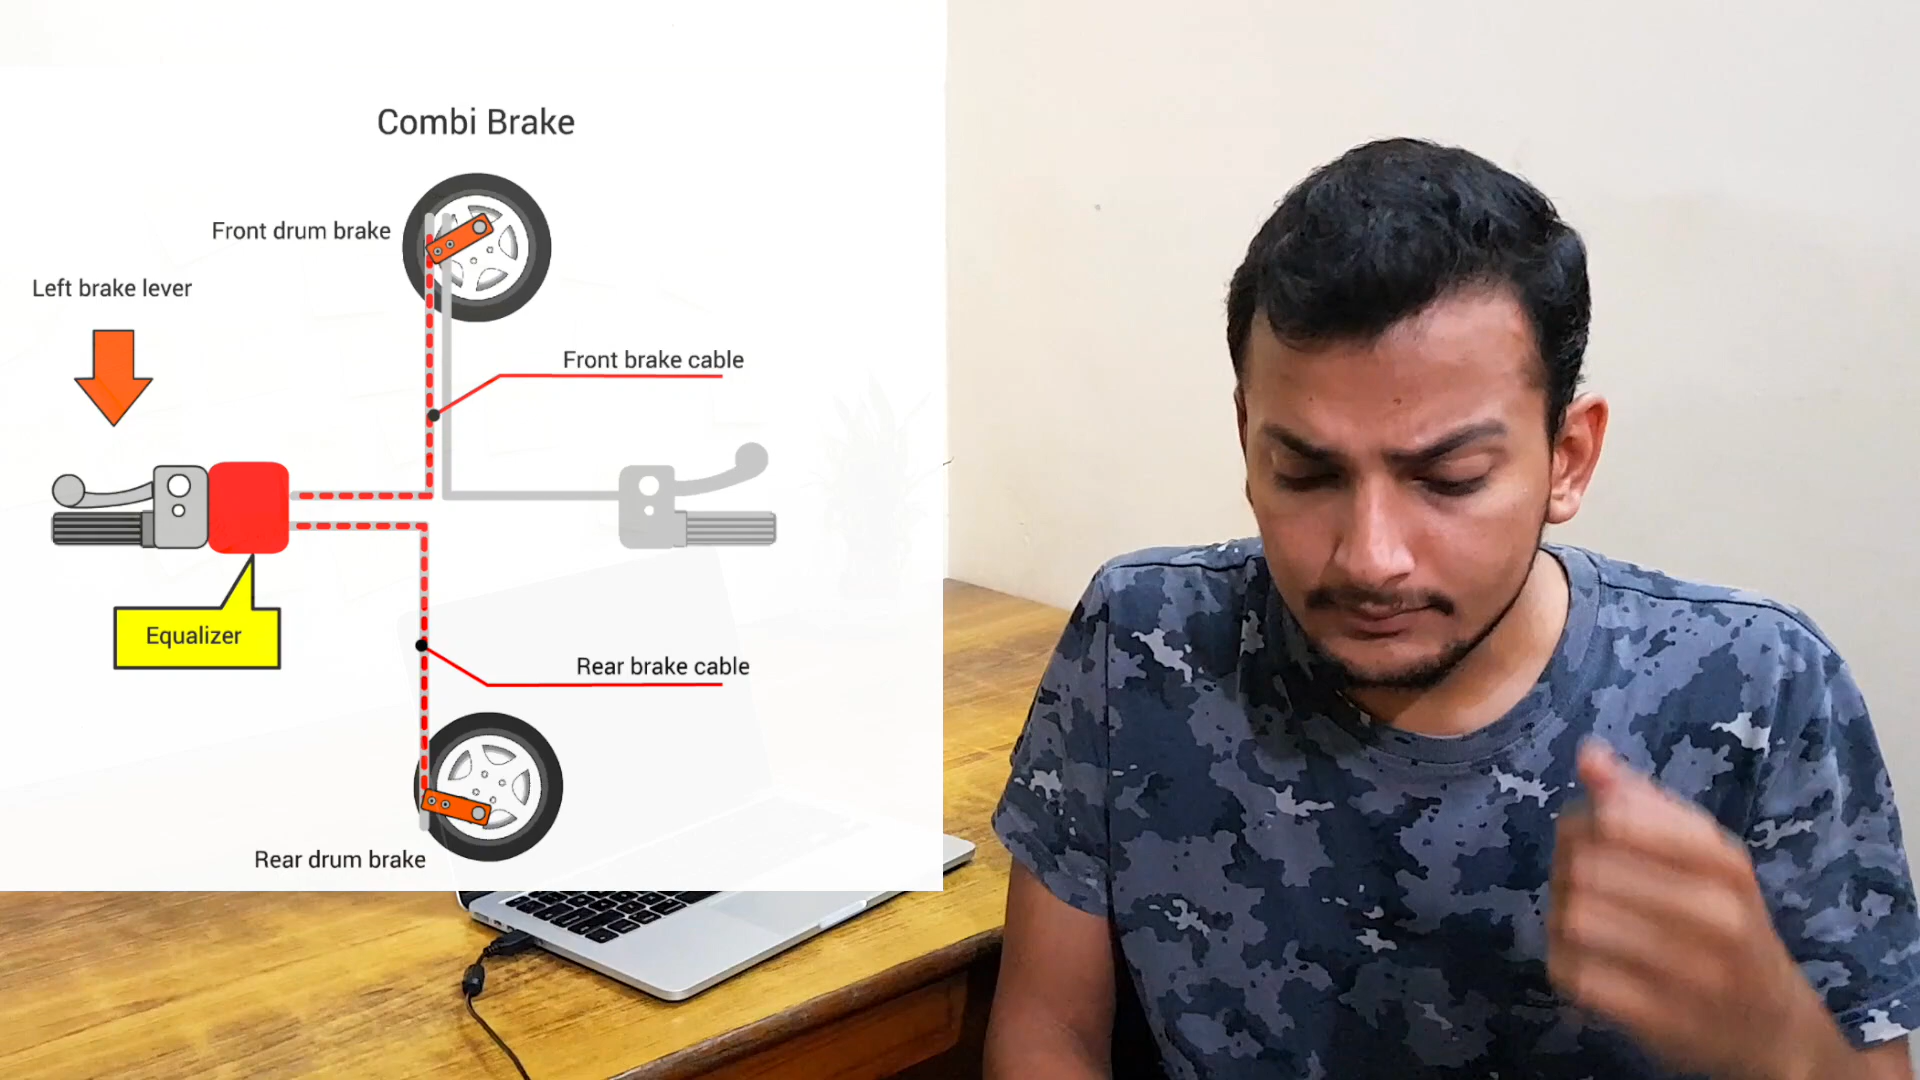 Combi Brake
Front drum brake
Left brake lever
Front brake cable
Equalizer
Rear brake cable
Rear drum brake